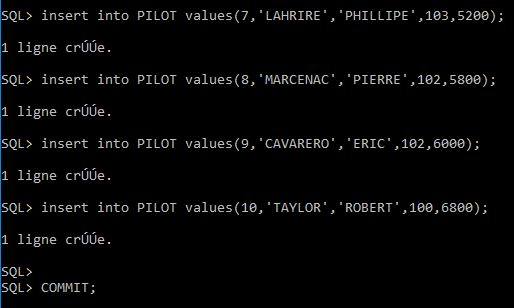 SQL> insert into PILOT values(7,'LAHRIRE','PHILLIPE',103,5200);
1 ligne crÚÚe.
SQL> insert into PILOT values(8,'MARCENAC','PIERRE',102,5800);
1 ligne crÚÚe.
SQL> insert into PILOT values(9,'CAVARERO','ERIC',102,6000);
1 ligne crÚÚe.
SQL> insert into PILOT values(10,'TAYLOR','ROBERT',100,6800);
1 ligne crÚÚe.
SQL>
SQL> COMMIT;